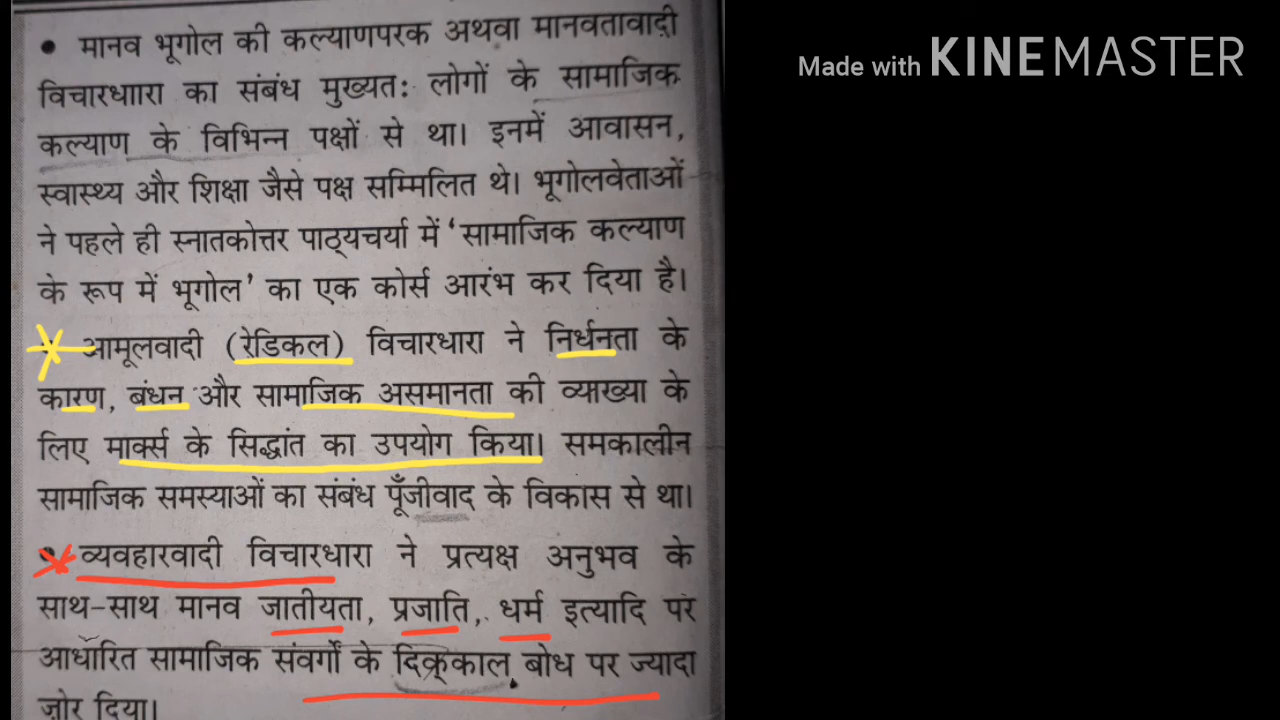 • मानव भूगोल की कल्याणपरक अथवा मानवतावादी
विचारधाारा का संबंध मुख्यत: लोगों के सामाजिक
कल्याण के विभिन्न पक्षों से था। इनमें आवासन,
स्वास्थ्य और शिक्षा जैसे पक्ष सम्मिलित थे। भूगोलवेताओं
ने पहले ही स्नातकोत्तर पाठ्यचर्या में ‘सामाजिक कल्याण
के रूप में भूगोल’ का एक कोर्स आरंभ कर दिया है।
आमूलवादी (रेडिकल) विचारधारा ने निर्धनता के
कारण, बंधन और सामाजिक असमानता की व्याख्या के
लिए मार्क्स के सिद्धांत का उपयोग किया। समकालीन
सामाजिक समस्याओं का संबंध पूँजीवाद के विकास से था।
• व्यवहारवादी विचारधारा ने प्रत्यक्ष अनुभव के
साथ-साथ मानव जातीयता, प्रजाति, धर्म इत्यादि पर
आधारित सामाजिक संवर्गों के दिक्काल बोध पर ज्यादा
ज़ोर दिया।
Made with KINEMASTER